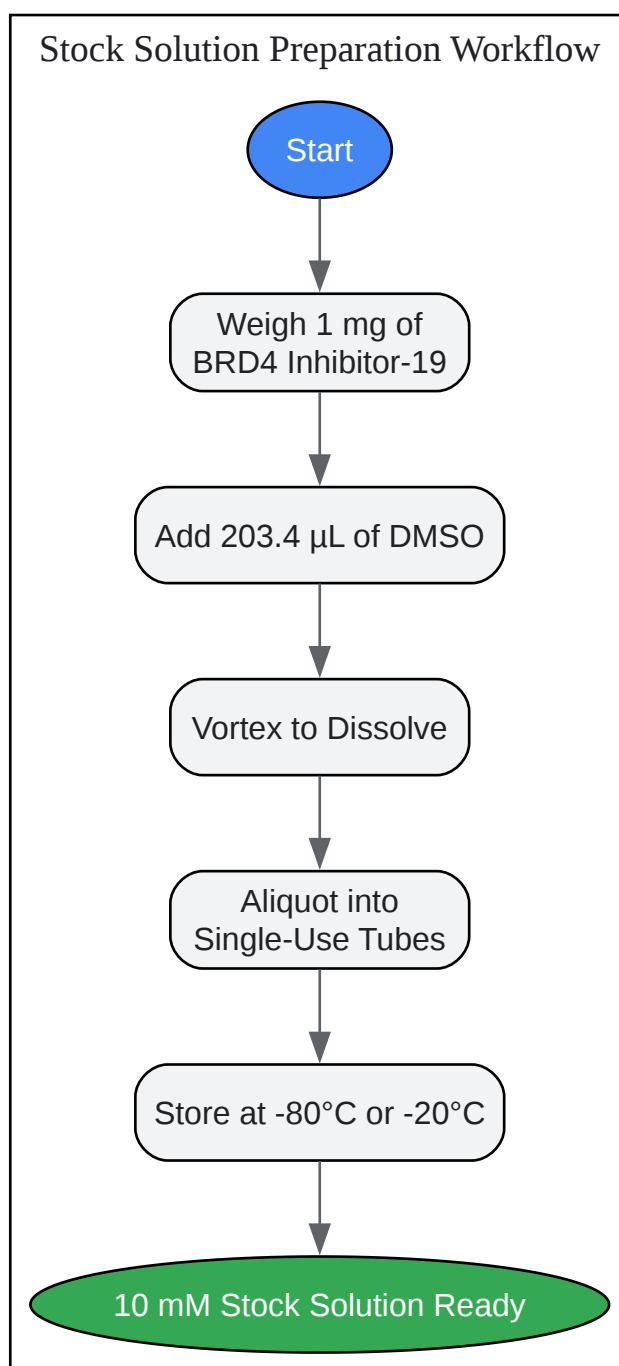 Stock Solution Preparation Workflow
Start
Weigh 1 mg of
BRD4 Inhibitor-19
Add 203.4 µL of DMSO
Vortex to Dissolve
Aliquot into
Single-Use Tubes
Store at -80°C or -20°C
10 mM Stock Solution Ready